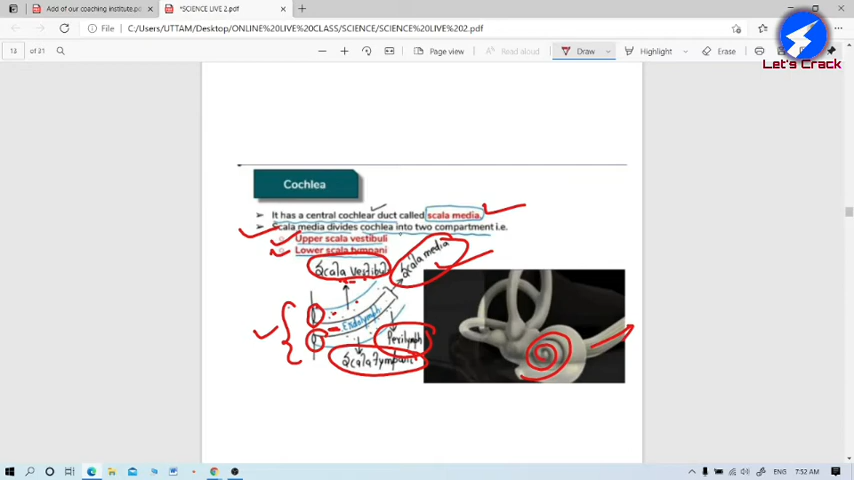 Add of our coaching institute.pd
*SCIENCE LIVE 2.pdf
File
C:/Users/UTTAM/Desktop/ONLINE%20LIVE%20CLASS/SCIENCE/SCIENCE%20LIVE%202.pdf
13 of 31
Page view
Read aloud
Draw
Highlight
Erase
Let's Crack
Cochlea
➢ It has a central cochlear duct called scala media.
➢ Scala media divides cochlea into two compartment i.e.
○ Upper scala vestibuli
○ Lower scala tympani
Scala media
Scala vestibuli
Endolymph
Perilymph
Scala tympani
ENG
7:52 AM